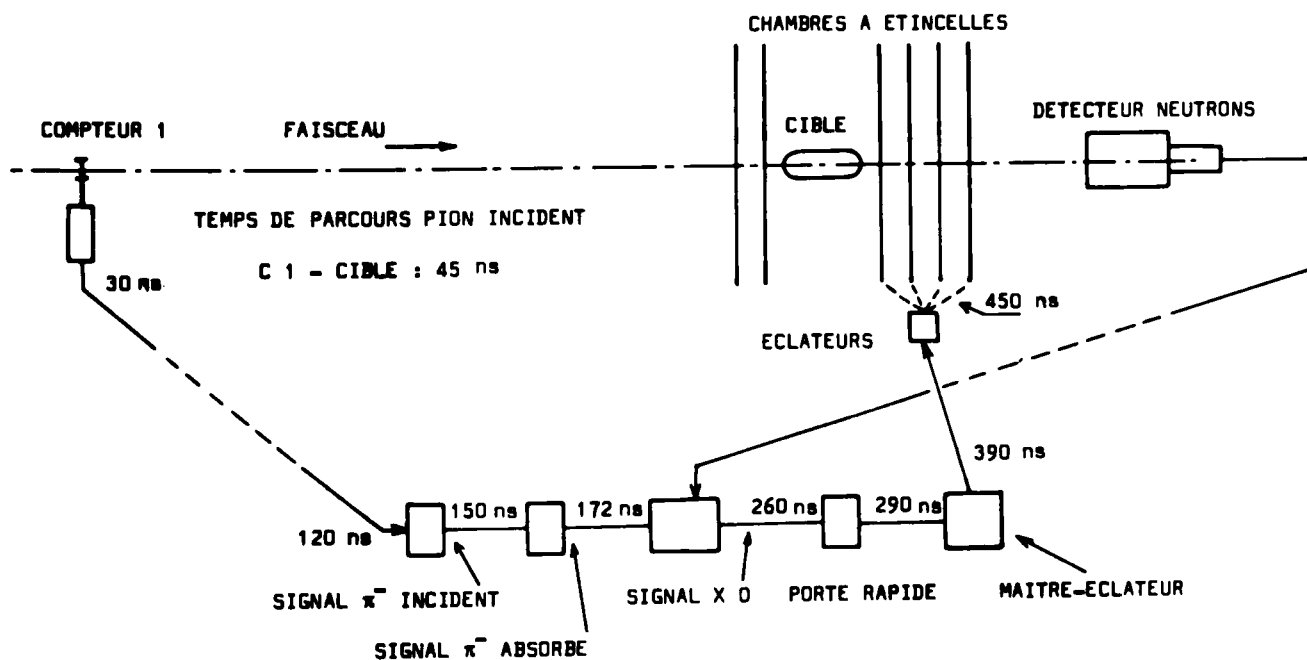 CHAMBRES A ETINCELLES
COMPTEUR 1
FAISCEAU
CIBLE
DETECTEUR NEUTRONS
TEMPS DE PARCOURS PION INCIDENT
C 1 - CIBLE : 45 ns
30 ns
450 ns
ECLATEURS
390 ns
120 ns
150 ns
172 ns
260 ns
290 ns
SIGNAL π⁻ INCIDENT
SIGNAL X 0
PORTE RAPIDE
MAITRE-ECLATEUR
SIGNAL π⁻ ABSORBE